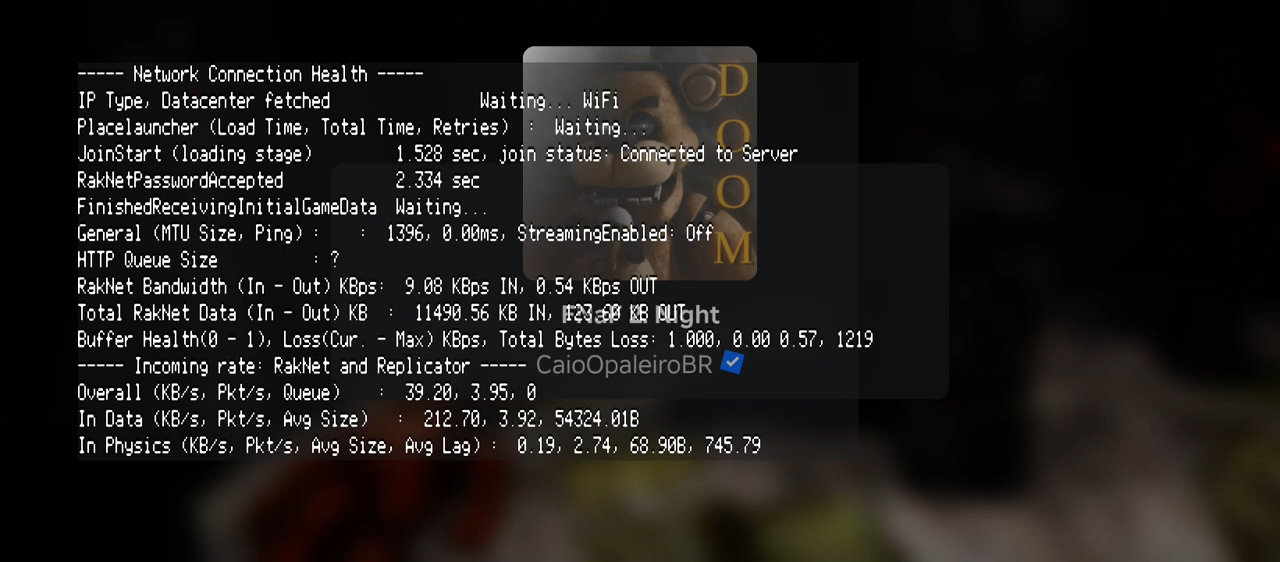 ----- Network Connection Health -----
IP Type, Datacenter fetched Waiting... WiFi
Placelauncher (Load Time, Total Time, Retries) : Waiting...
JoinStart (loading stage) 1.528 sec, join status: Connected to Server
RakNetPasswordAccepted 2.334 sec
FinishedReceivingInitialGameData Waiting...
General (MTU Size, Ping) : : 1396, 0.00ms, StreamingEnabled: Off
HTTP Queue Size : ?
RakNet Bandwidth (In - Out) KBps: 9.08 KBps IN, 0.54 KBps OUT
Total RakNet Data (In - Out) KB : 11490.56 KB IN, KB OUT
Buffer Health(0 - 1), Loss(Cur. - Max) KBps, Total Bytes Loss: 1.000, 0.00 0.57, 1219
----- Incoming rate: RakNet and Replicator -----
Overall (KB/s, Pkt/s, Queue) : 39.20, 3.95, 0
In Data (KB/s, Pkt/s, Avg Size) : 212.70, 3.92, 54324.01B
In Physics (KB/s, Pkt/s, Avg Size, Avg Lag) : 0.19, 2.74, 68.90B, 745.79
DOOM
Night
CaioOpaleiroBR